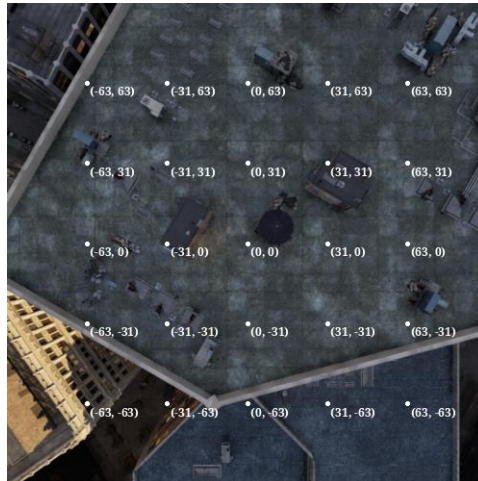 (-63, 63) (-31, 63) (0, 63) (31, 63) (63, 63)
(-63, 31) (-31, 31) (0, 31) (31, 31) (63, 31)
(-63, 0) (-31, 0) (0, 0) (31, 0) (63, 0)
(-63, -31) (-31, -31) (0, -31) (31, -31) (63, -31)
(-63, -63) (-31, -63) (0, -63) (31, -63) (63, -63)